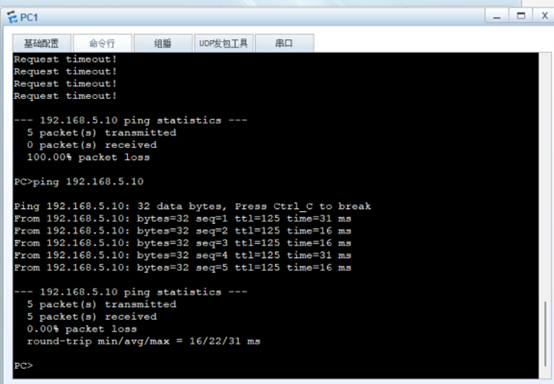 PC1
基础配置 命令行 组播 UDP发包工具 串口
Request timeout!
Request timeout!
Request timeout!
Request timeout!
--- 192.168.5.10 ping statistics ---
5 packet(s) transmitted
0 packet(s) received
100.00% packet loss
PC>ping 192.168.5.10
Ping 192.168.5.10: 32 data bytes, Press Ctrl_C to break
From 192.168.5.10: bytes=32 seq=1 ttl=125 time=31 ms
From 192.168.5.10: bytes=32 seq=2 ttl=125 time=16 ms
From 192.168.5.10: bytes=32 seq=3 ttl=125 time=16 ms
From 192.168.5.10: bytes=32 seq=4 ttl=125 time=31 ms
From 192.168.5.10: bytes=32 seq=5 ttl=125 time=16 ms
--- 192.168.5.10 ping statistics ---
5 packet(s) transmitted
5 packet(s) received
0.00% packet loss
round-trip min/avg/max = 16/22/31 ms
PC>